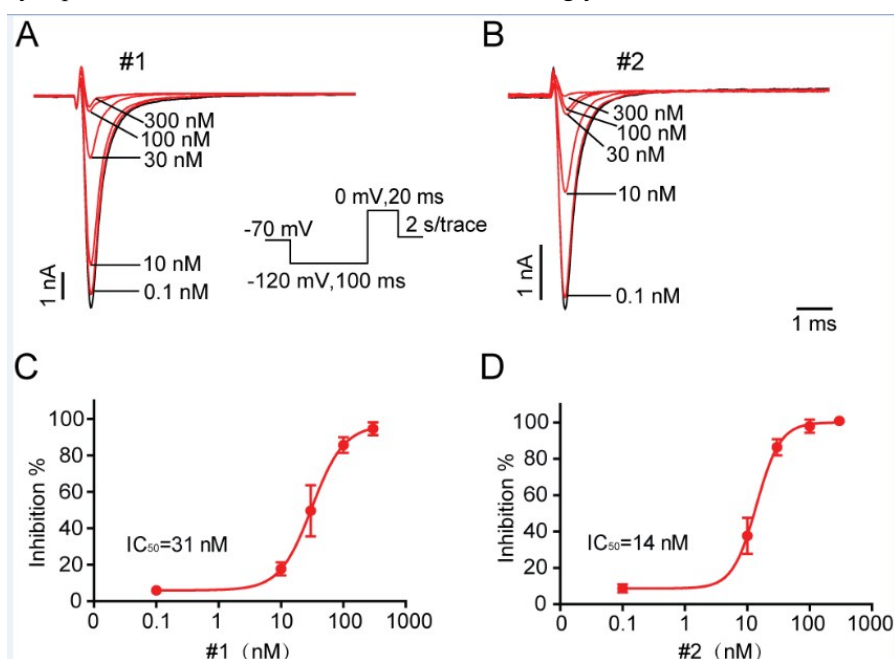 A
#1
300 nM
100 nM
30 nM
10 nM
0.1 nM
1 nA
0 mV,20 ms
-70 mV
2 s/trace
-120 mV,100 ms
B
#2
300 nM
100 nM
30 nM
10 nM
0.1 nM
1 nA
1 ms
C
Inhibition %
100
80
60
40
20
0
IC50=31 nM
0 0.1 1 10 100 1000
#1 (nM)
D
Inhibition %
100
80
60
40
20
0
IC50=14 nM
0 0.1 1 10 100 1000
#2 (nM)